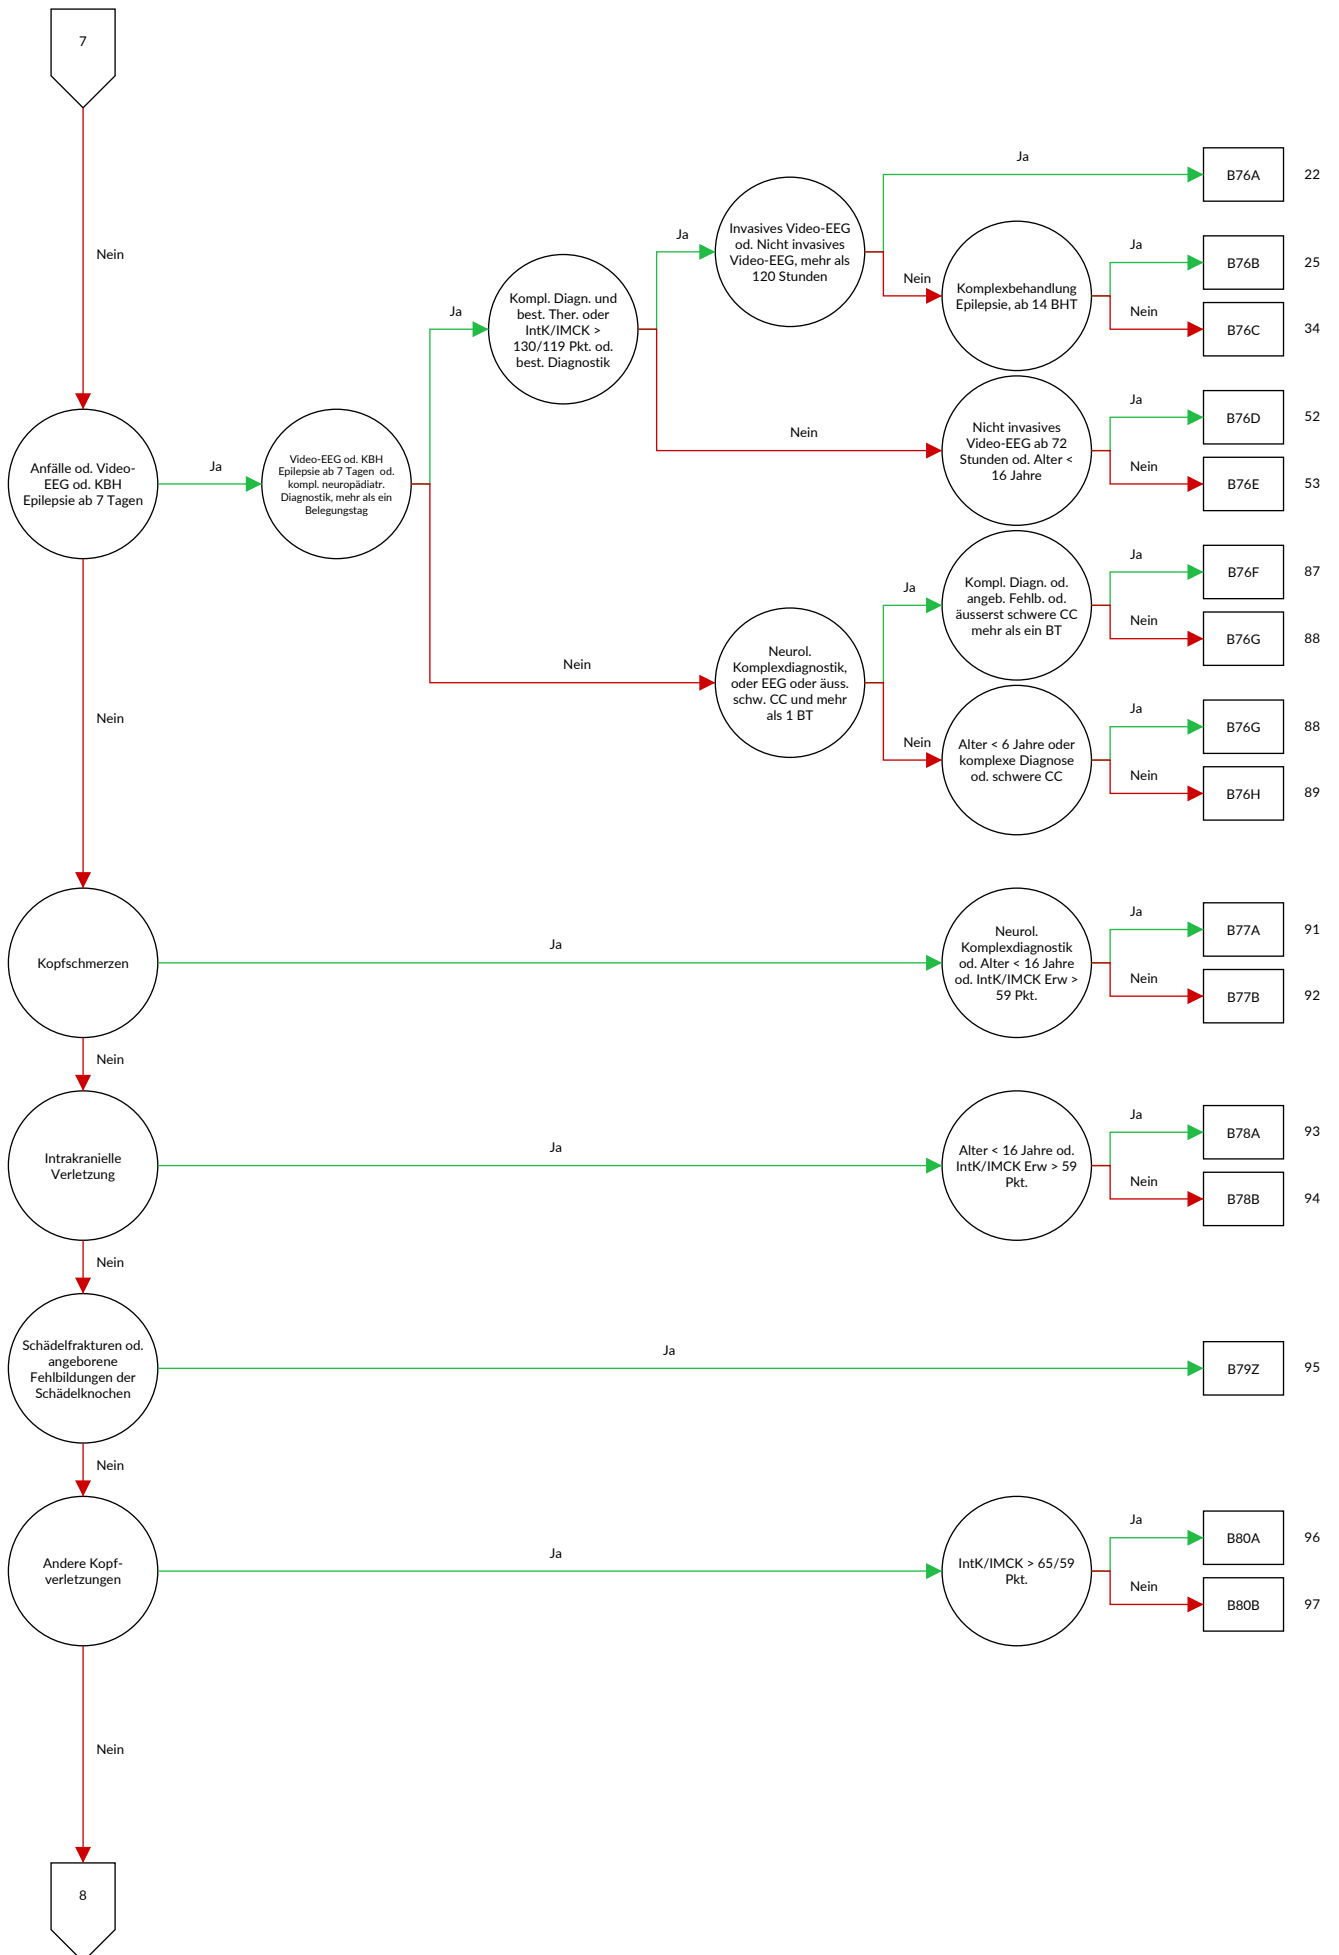 7
Nein
Ja
B76A
22
Invasives Video-EEG
od. Nicht invasives
Video-EEG, mehr als
120 Stunden
Ja
Nein
Komplexbehandlung
Epilepsie, ab 14 BHT
Ja
B76B
25
Nein
B76C
34
Kompl. Diagn. und
best. Ther. oder
IntK/IMCK >
130/119 Pkt. od.
best. Diagnostik
Ja
Nein
Nicht invasives
Video-EEG ab 72
Stunden od. Alter <
16 Jahre
Ja
B76D
52
Nein
B76E
53
Anfälle od. Video-
EEG od. KBH
Epilepsie ab 7 Tagen
Ja
Video-EEG od. KBH
Epilepsie ab 7 Tagen od.
kompl. neuropädiatr.
Diagnostik, mehr als ein
Belegungstag
Nein
Neurol.
Komplexdiagnostik,
oder EEG oder äuss.
schw. CC und mehr
als 1 BT
Ja
Kompl. Diagn. od.
angeb. Fehlb. od.
äusserst schwere CC
mehr als ein BT
Ja
B76F
87
Nein
B76G
88
Nein
Alter < 6 Jahre oder
komplexe Diagnose
od. schwere CC
Ja
B76G
88
Nein
B76H
89
Nein
Kopfschmerzen
Ja
Neurol.
Komplexdiagnostik
od. Alter < 16 Jahre
od. IntK/IMCK Erw >
59 Pkt.
Ja
B77A
91
Nein
B77B
92
Nein
Intrakranielle
Verletzung
Ja
Alter < 16 Jahre od.
IntK/IMCK Erw > 59
Pkt.
Ja
B78A
93
Nein
B78B
94
Nein
Schädelfrakturen od.
angeborene
Fehlbildungen der
Schädelknochen
Ja
B79Z
95
Nein
Andere Kopf-
verletzungen
Ja
IntK/IMCK > 65/59
Pkt.
Ja
B80A
96
Nein
B80B
97
Nein
8